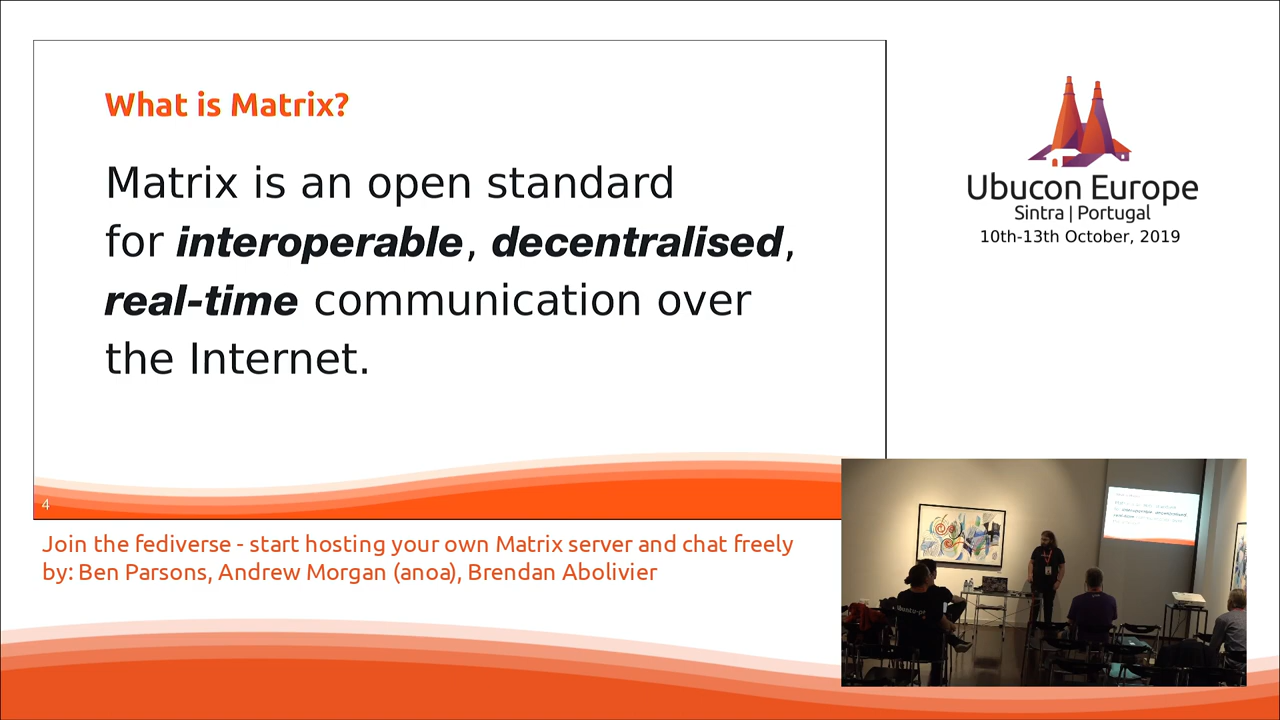 What is Matrix?
Matrix is an open standard
for interoperable, decentralised,
real-time communication over
the Internet.
4
Join the fediverse - start hosting your own Matrix server and chat freely
by: Ben Parsons, Andrew Morgan (anoa), Brendan Abolivier
Ubucon Europe
Sintra | Portugal
10th-13th October, 2019